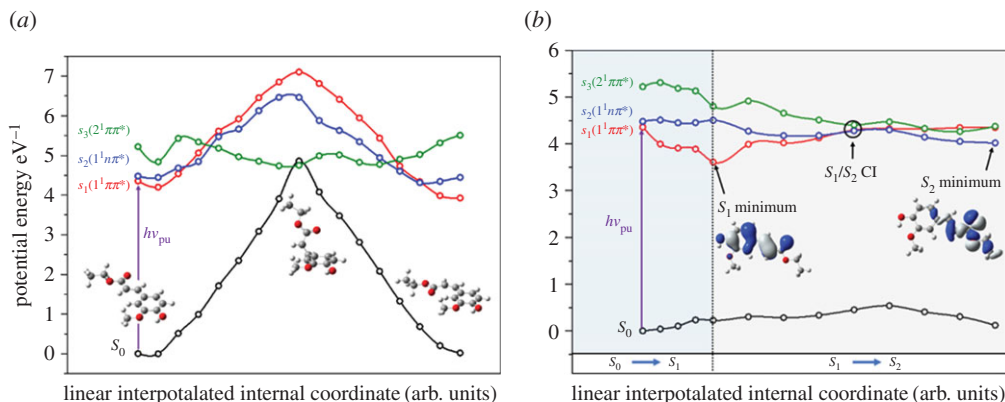 (a)
7
6
5
4
3
2
1
0
potential energy eV⁻¹
s₃(2¹ππ*)
s₂(1¹nπ*)
s₁(1¹ππ*)
hν_pu
S₀
linear interpotalated internal coordinate (arb. units)
(b)
6
5
4
3
2
1
0
s₃(2¹ππ*)
s₂(1¹nπ*)
s₁(1¹ππ*)
hν_pu
S₀
S₁ minimum
S₁/S₂ CI
S₂ minimum
S₀ S₁
S₁ S₂
linear interpotalated internal coordinate (arb. units)